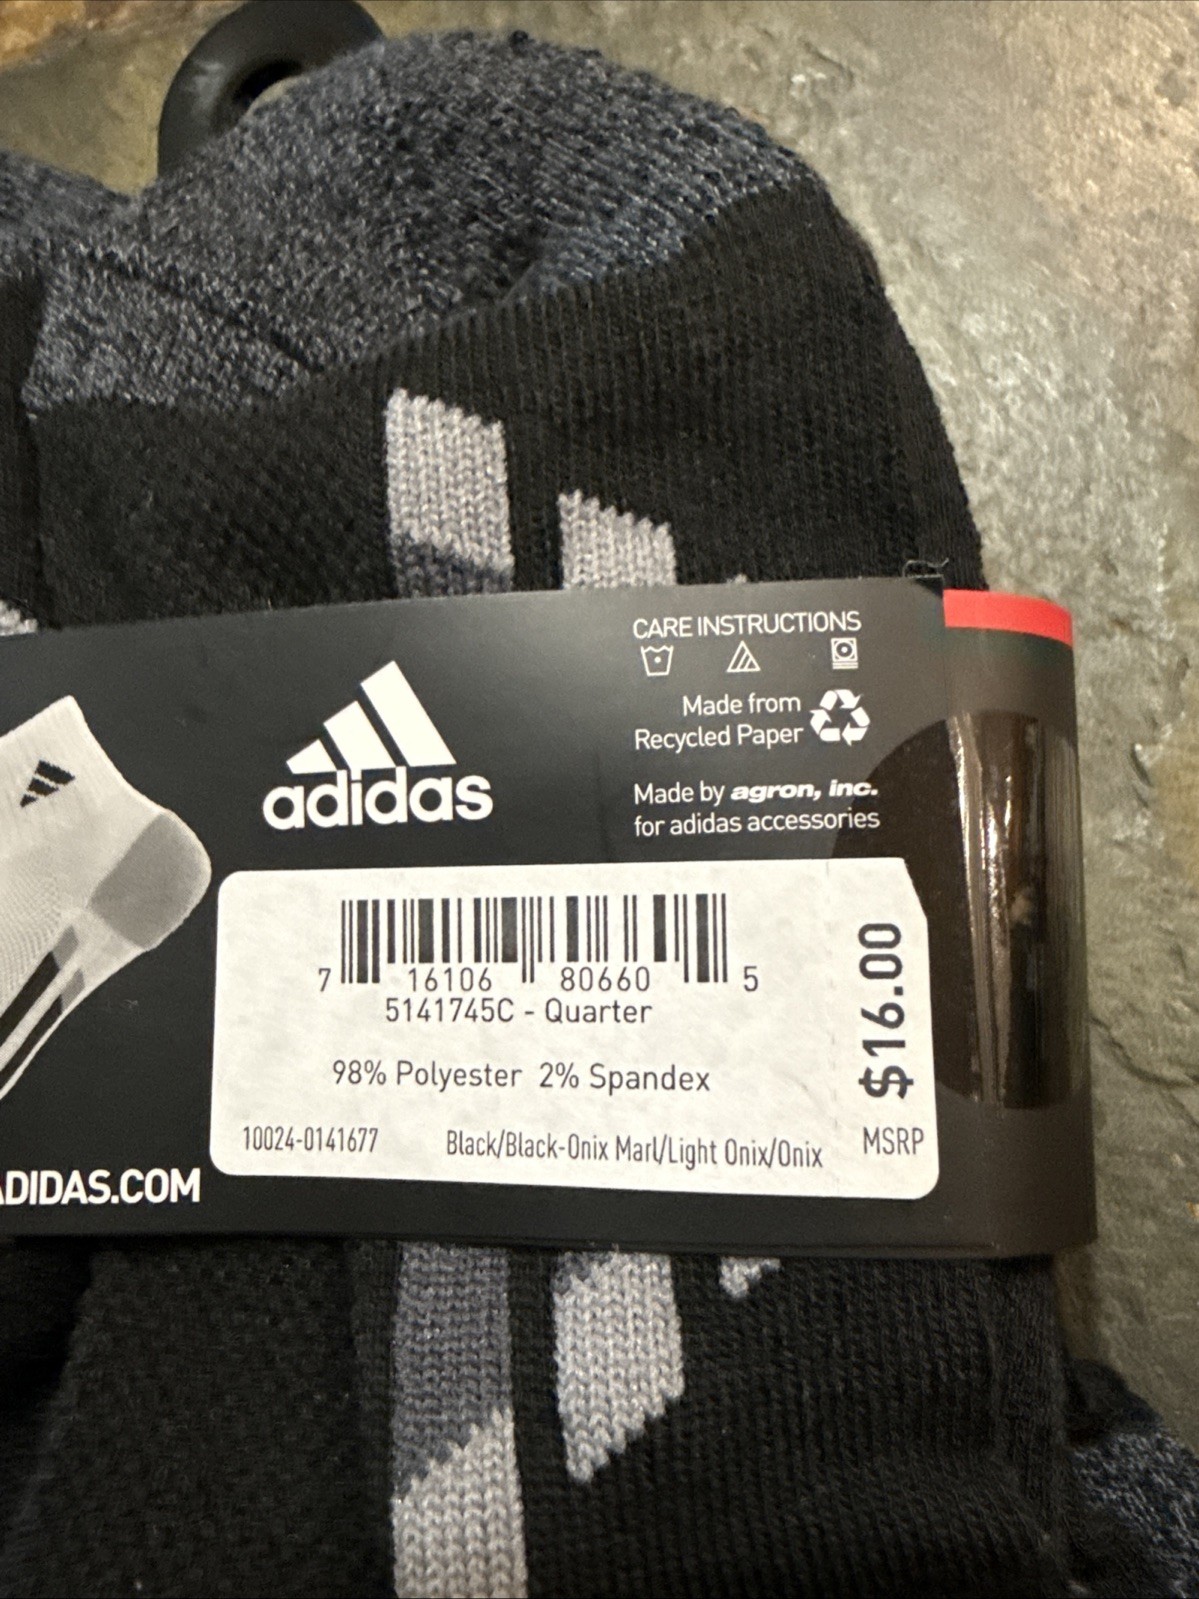 CARE INSTRUCTIONS
Made from
Recycled Paper
Made by agron, inc.
for adidas accessories
adidas
7 16106 80660 5
5141745C - Quarter
98% Polyester 2% Spandex
10024-0141677 Black/Black-Onix Marl/Light Onix/Onix
$16.00
MSRP
ADIDAS.COM